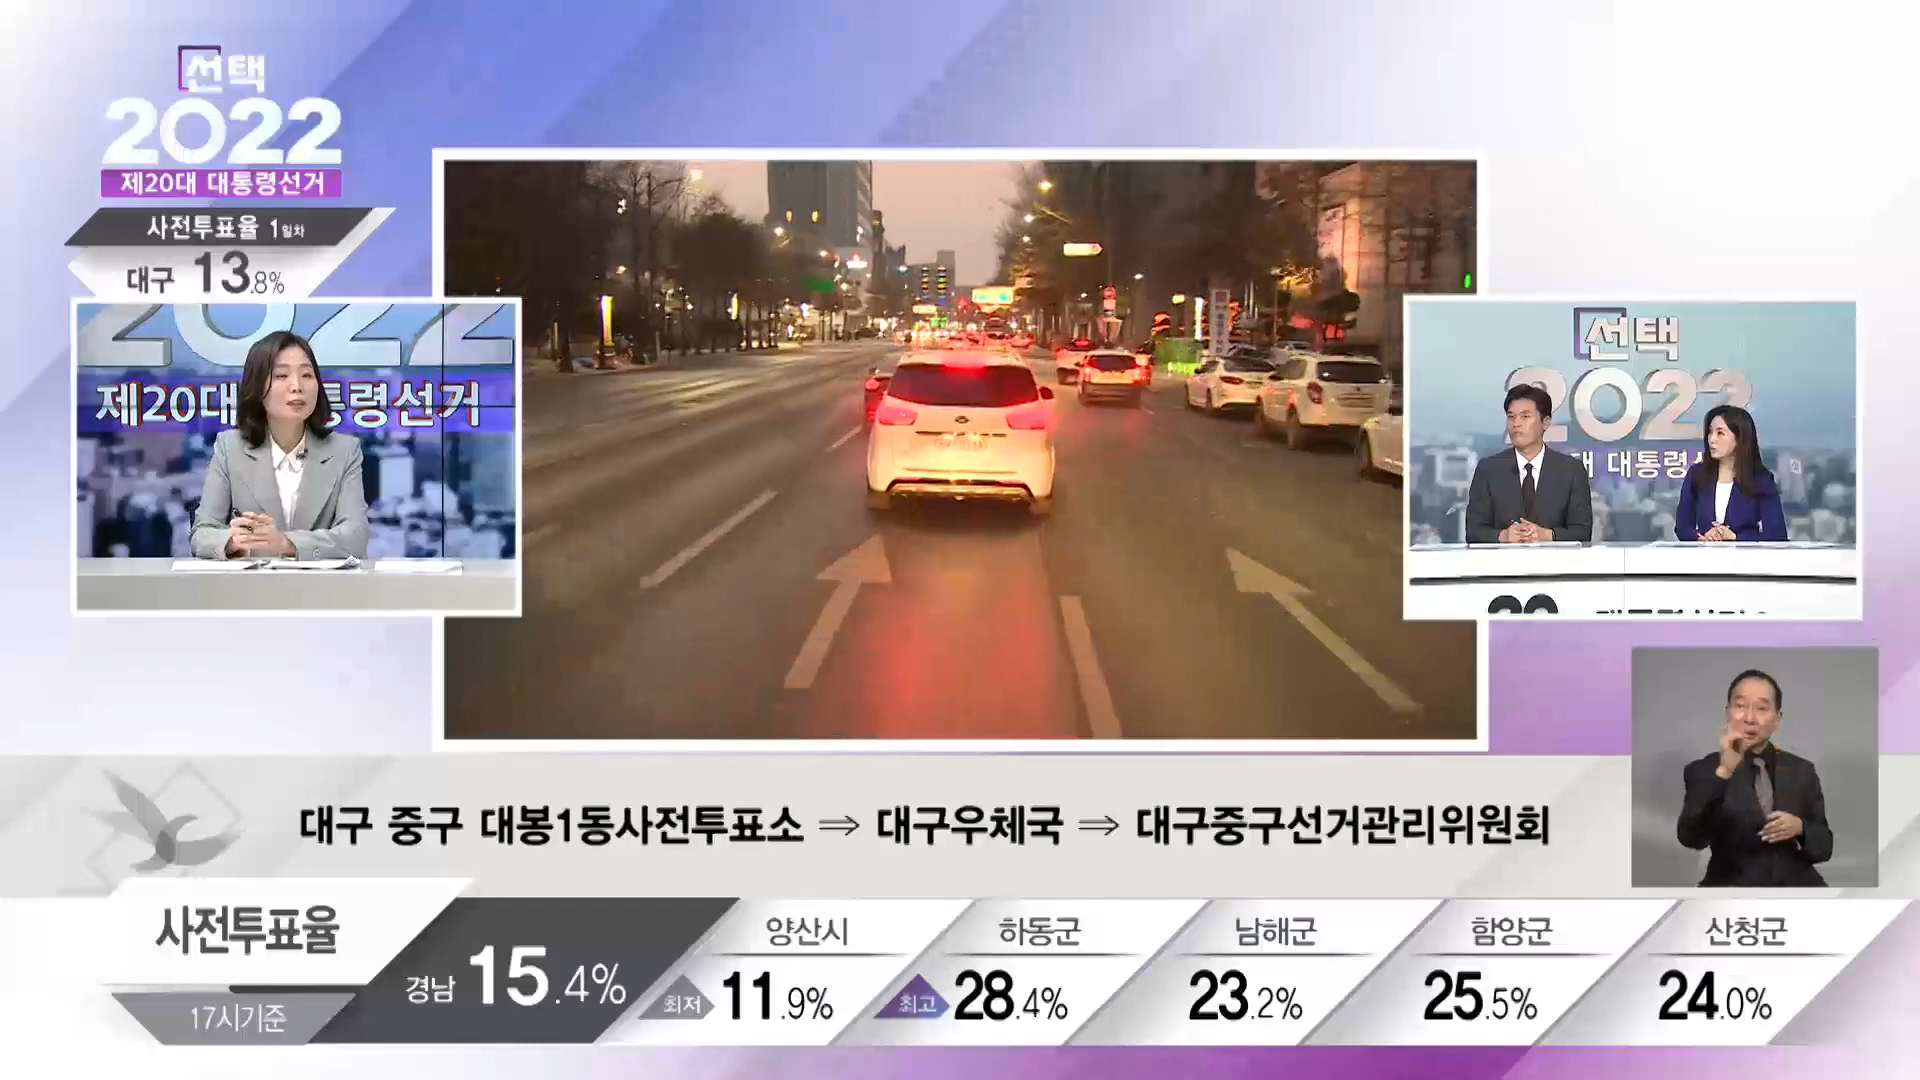 선택
2022
제20대 대통령선거
사전투표율 1일차
대구 13.8%
2022
제20대 대통령선거
선택
2022
대 대통령선
대구 중구 대봉1동사전투표소 ⇒ 대구우체국 ⇒ 대구중구선거관리위원회
사전투표율
17시기준
경남 15.4%
양산시
최저 11.9%
하동군
최고 28.4%
남해군
23.2%
함양군
25.5%
산청군
24.0%